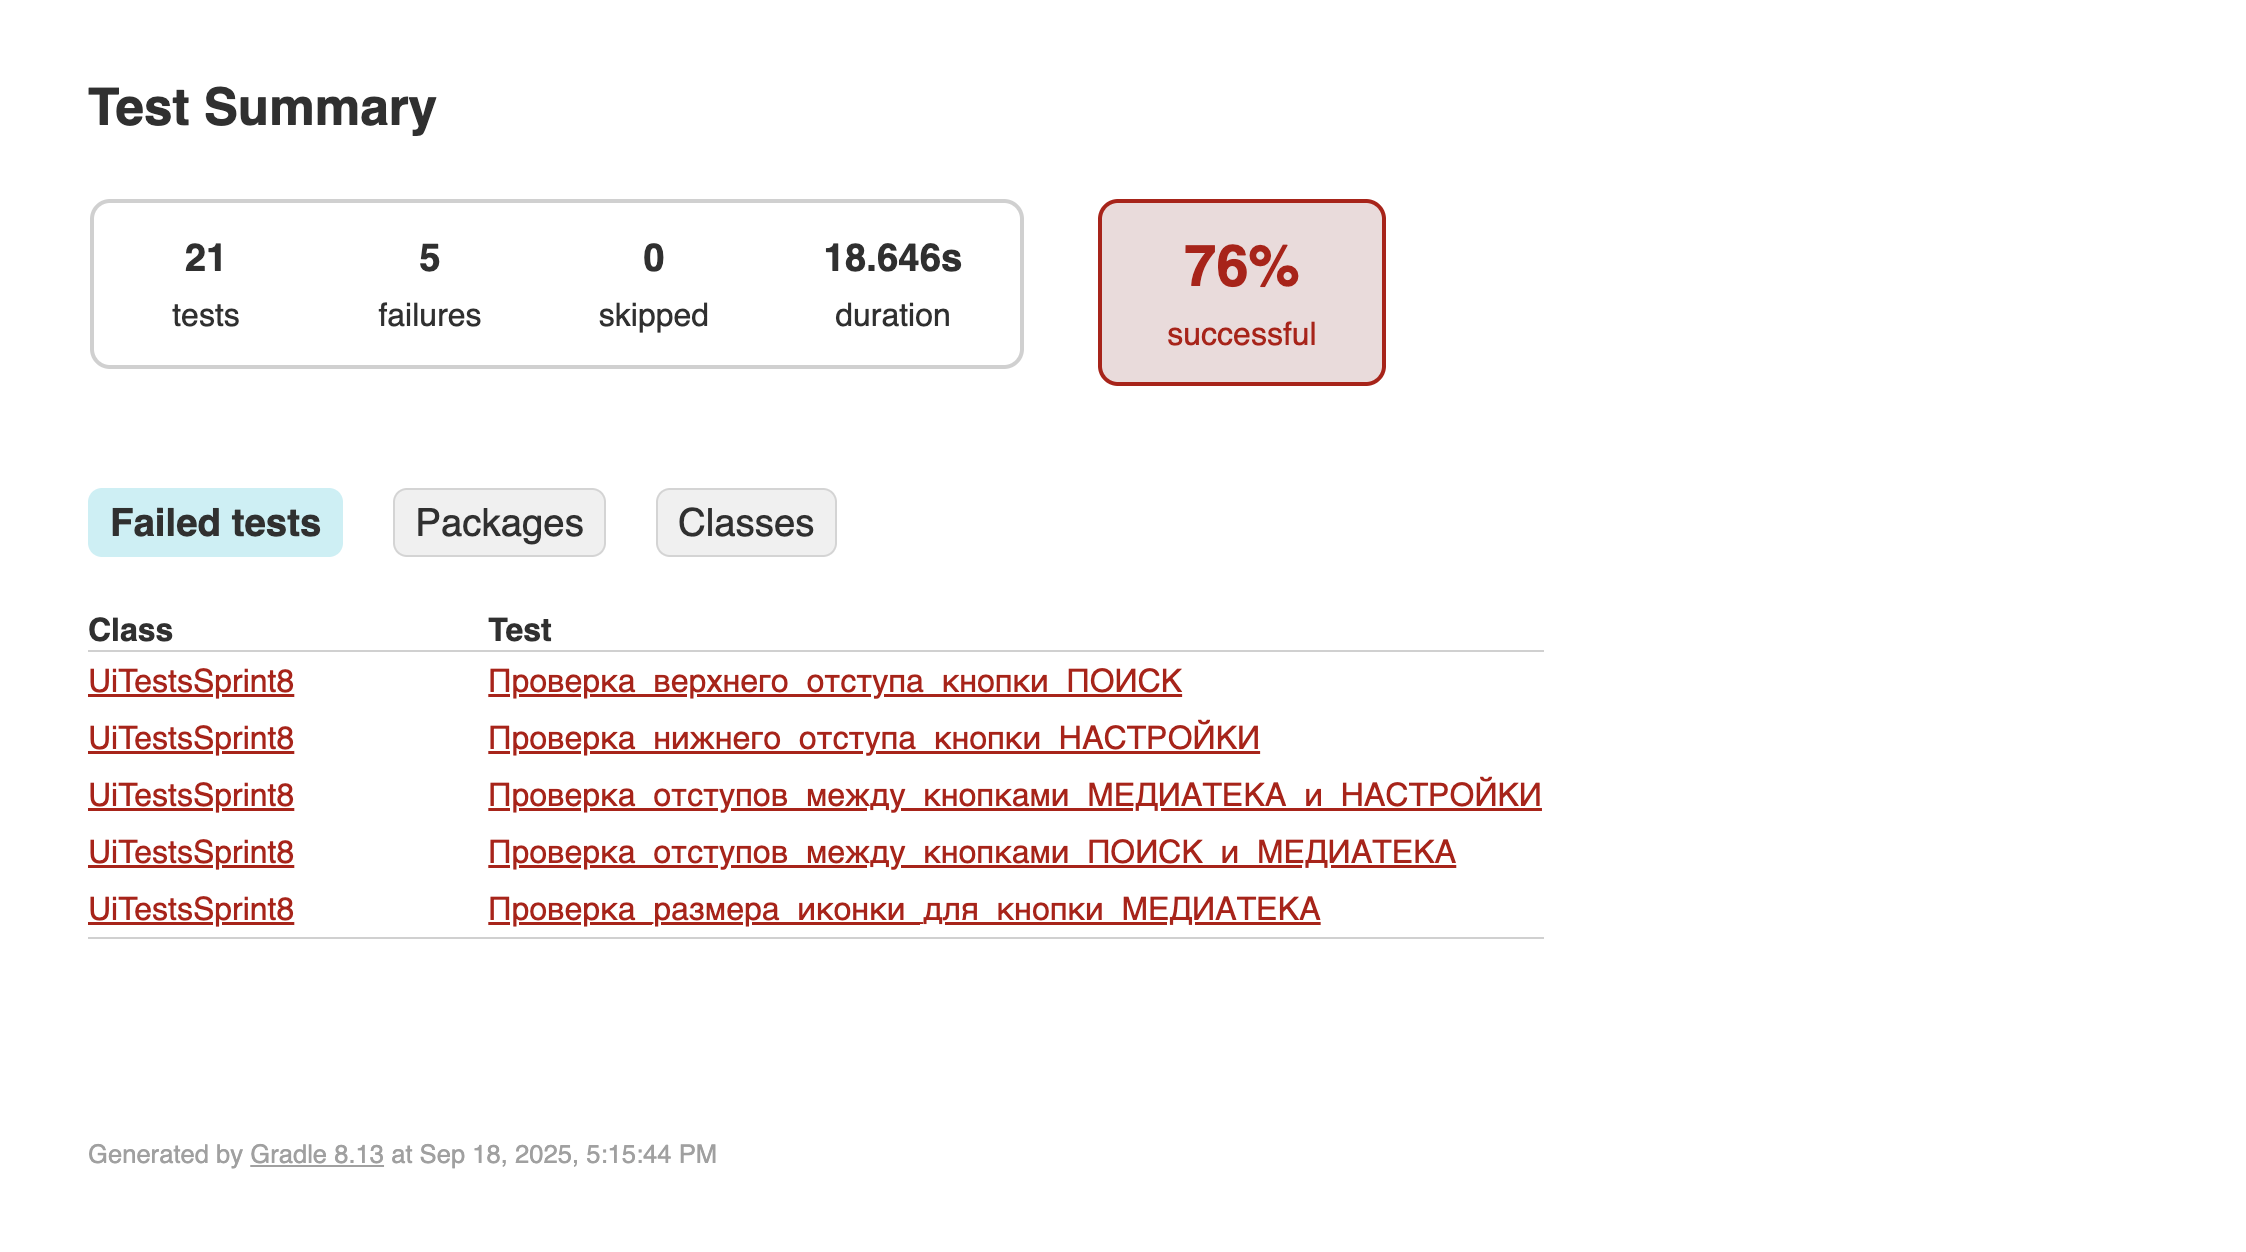 Test Summary
21 5 0 18.646s
tests failures skipped duration
76%
successful
Failed tests Packages Classes
Class Test
UiTestsSprint8 Проверка_верхнего_отступа_кнопки_ПОИСК
UiTestsSprint8 Проверка_нижнего_отступа_кнопки_НАСТРОЙКИ
UiTestsSprint8 Проверка_отступов_между_кнопками_МЕДИАТЕКА_и_НАСТРОЙКИ
UiTestsSprint8 Проверка_отступов_между_кнопками_ПОИСК_и_МЕДИАТЕКА
UiTestsSprint8 Проверка_размера_иконки_для_кнопки_МЕДИАТЕКА
Generated by Gradle 8.13 at Sep 18, 2025, 5:15:44 PM